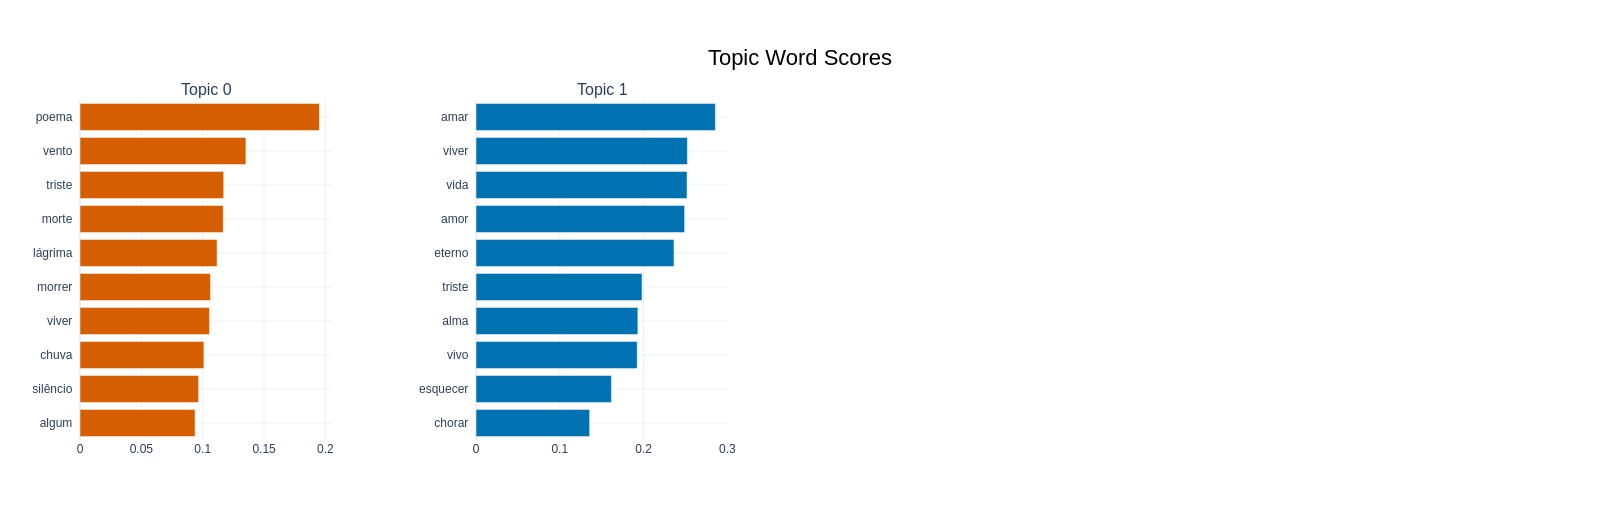 Topic Word Scores
Topic 0
poema
vento
triste
morte
lágrima
morrer
viver
chuva
silêncio
algum
0 0.05 0.1 0.15 0.2
Topic 1
amar
viver
vida
amor
eterno
triste
alma
vivo
esquecer
chorar
0 0.1 0.2 0.3